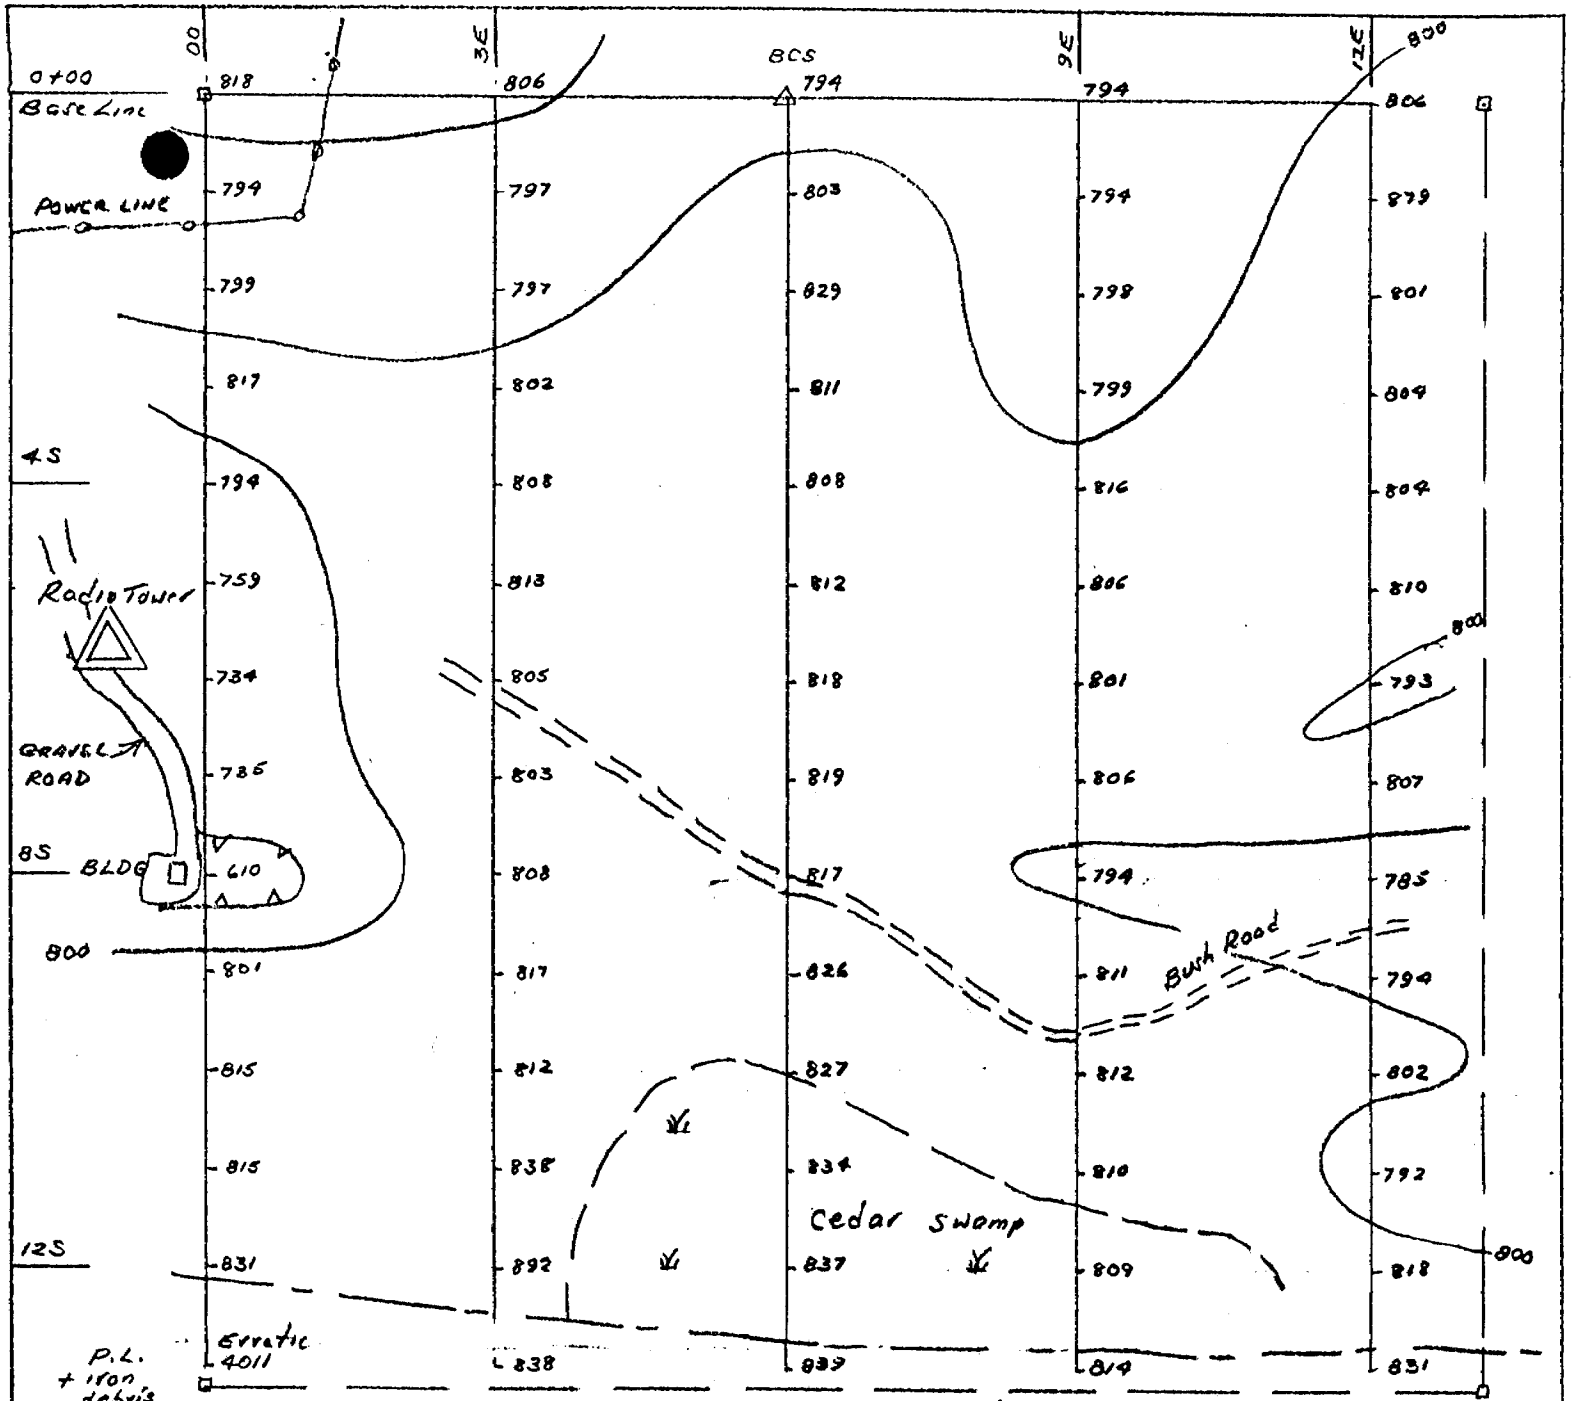 00 3E BCS 9E 12E 800
0+00 818 806 794 794 806
Base Line
794 797 803 794 879
POWER LINE
799 797 829 798 801
817 802 811 799 804
4S
794 808 808 816 804
759 813 812 806 810
Radio Tower
800
734 805 818 801 793
GRAVEL
ROAD
735 803 819 806 807
8S BLDG 610 808 817 794 785
Bush Road
800
801 817 826 811 794
815 812 827 812 802
815 838 834 810 792
Cedar swamp
12S 831 892 837 809 818
800
Erratic
4011 838 839 814 831
P.L.
+ iron
debris